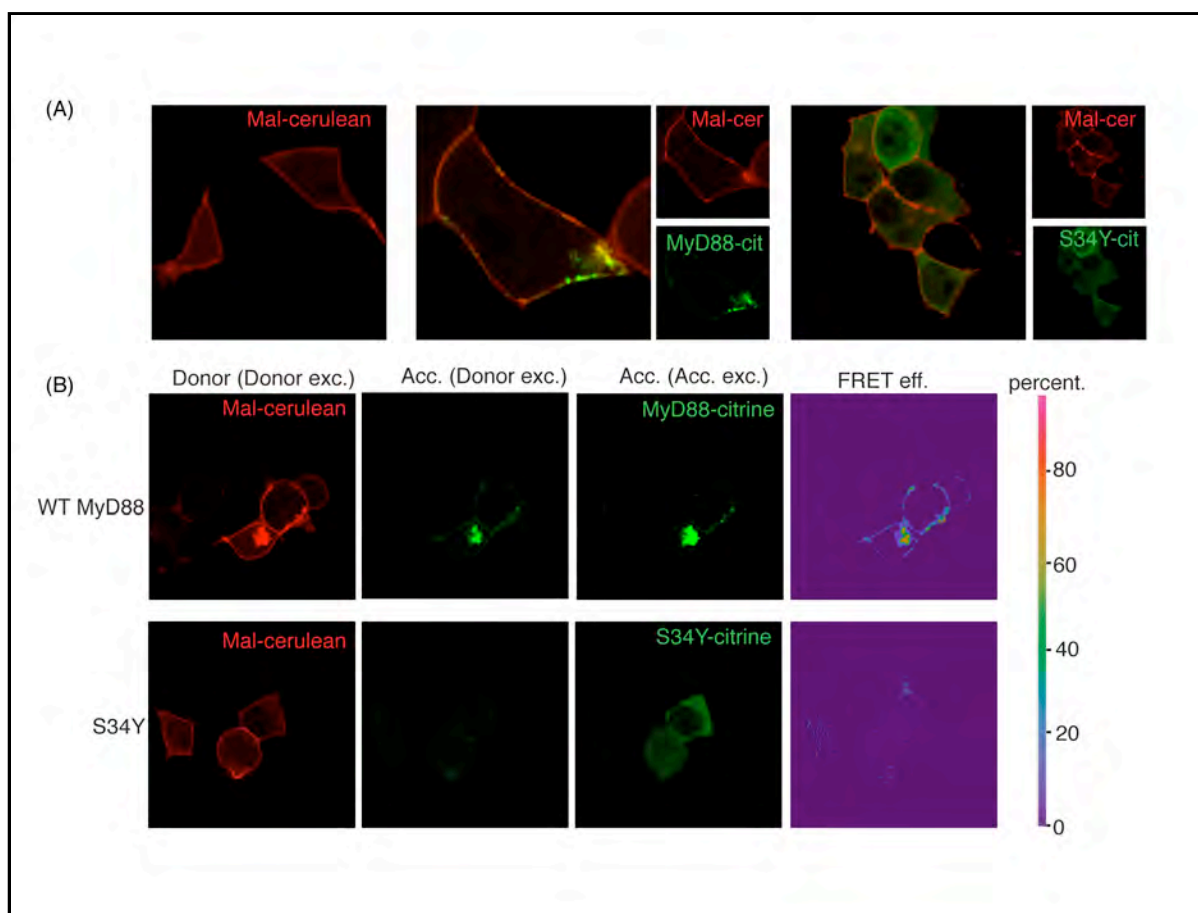 (A)
Mal-cerulean
Mal-cer
MyD88-cit
Mal-cer
S34Y-cit
(B)
Donor (Donor exc.)
Acc. (Donor exc.)
Acc. (Acc. exc.)
FRET eff.
percent.
WT MyD88
Mal-cerulean
MyD88-citrine
80
60
40
20
0
S34Y
Mal-cerulean
S34Y-citrine